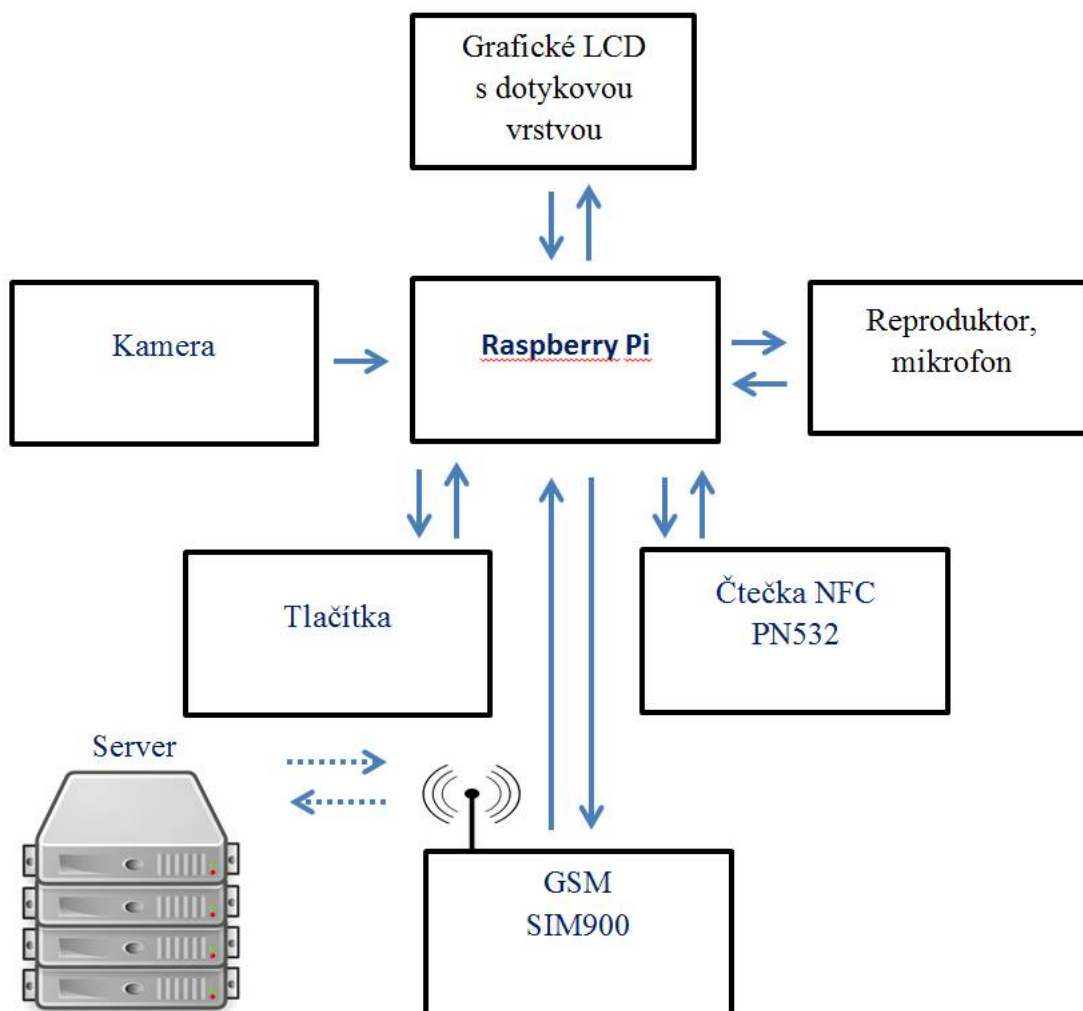 Grafické LCD
s dotykovou
vrstvou
Kamera
Raspberry Pi
Reproduktor,
mikrofon
Tlačítka
Čtečka NFC
PN532
Server
GSM
SIM900